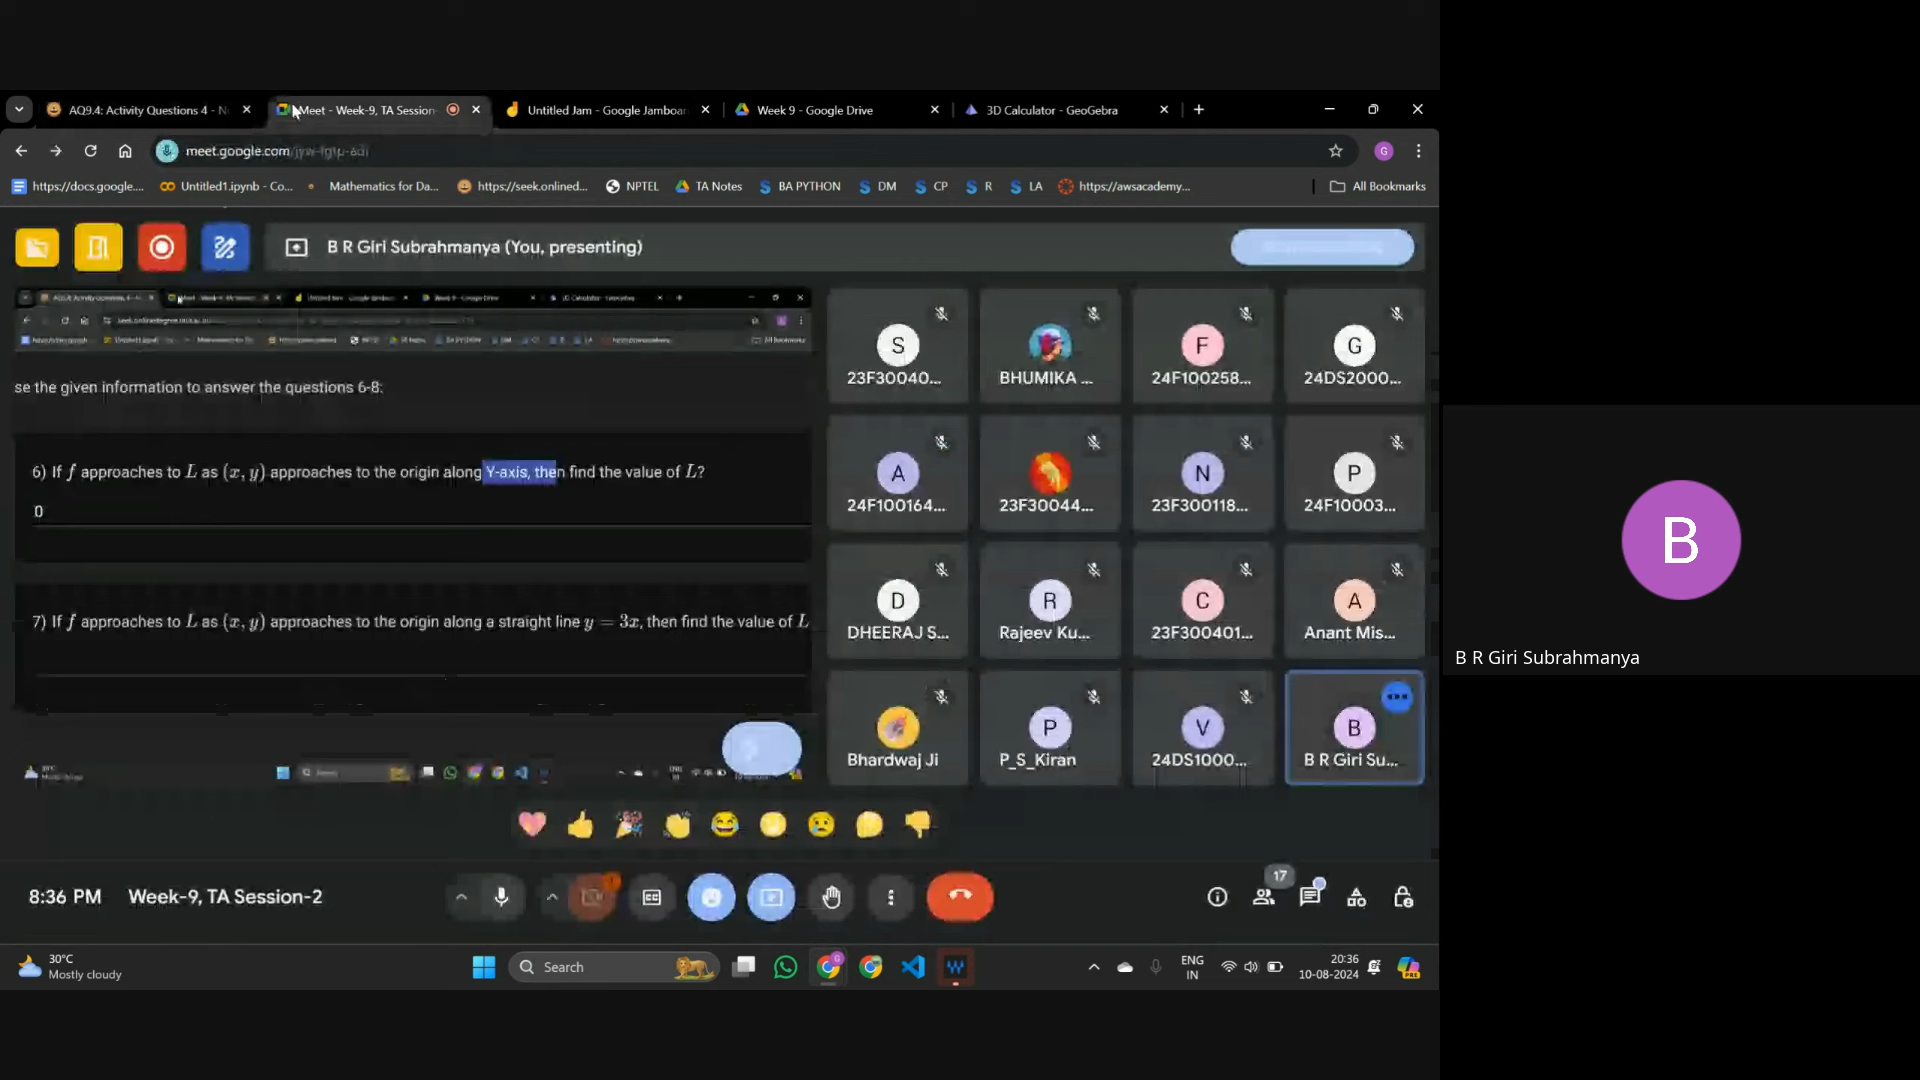 AQ9.4: Activity Questions 4 - N
Meet - Week-9, TA Session-
Untitled Jam - Google Jamboar
Week 9 - Google Drive
3D Calculator - GeoGebra
meet.google.com
https://docs.google....
Untitled1.ipynb - Co...
Mathematics for Da...
https://seek.onlined...
NPTEL
TA Notes
BA PYTHON
DM
CP
R
LA
https://awsacademy...
All Bookmarks
B R Giri Subrahmanya (You, presenting)
se the given information to answer the questions 6-8:
6) If f approaches to L as (x, y) approaches to the origin along Y-axis, then find the value of L?
0
7) If f approaches to L as (x, y) approaches to the origin along a straight line y = 3x, then find the value of L
S
23F30040...
BHUMIKA ...
F
24F100258...
G
24DS2000...
A
24F100164...
23F30044...
N
23F300118...
P
24F10003...
D
DHEERAJ S...
R
Rajeev Ku...
C
23F300401...
A
Anant Mis...
Bhardwaj Ji
P
P_S_Kiran
V
24DS1000...
B
B R Giri Su...
8:36 PM
Week-9, TA Session-2
17
30°C
Mostly cloudy
Search
ENG
IN
20:36
10-08-2024
B
B R Giri Subrahmanya